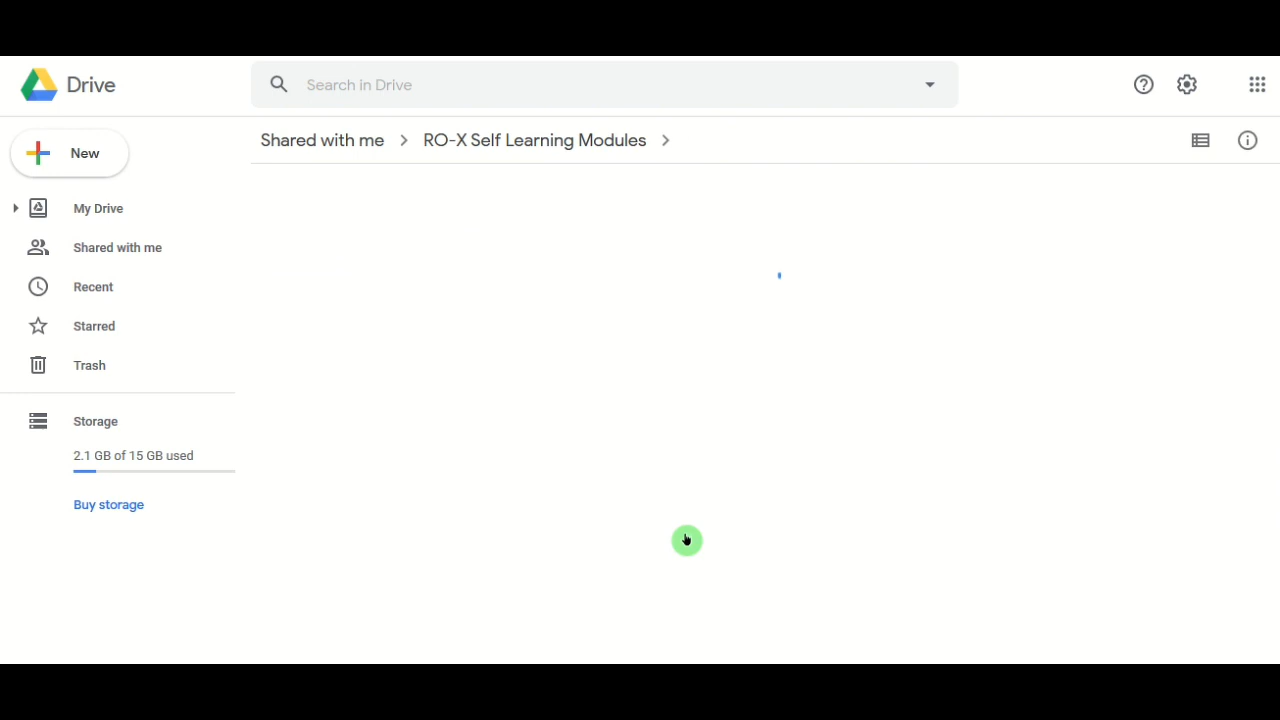 Drive
Search in Drive
Shared with me > RO-X Self Learning Modules >
New
My Drive
Shared with me
Recent
Starred
Trash
Storage
2.1 GB of 15 GB used
Buy storage